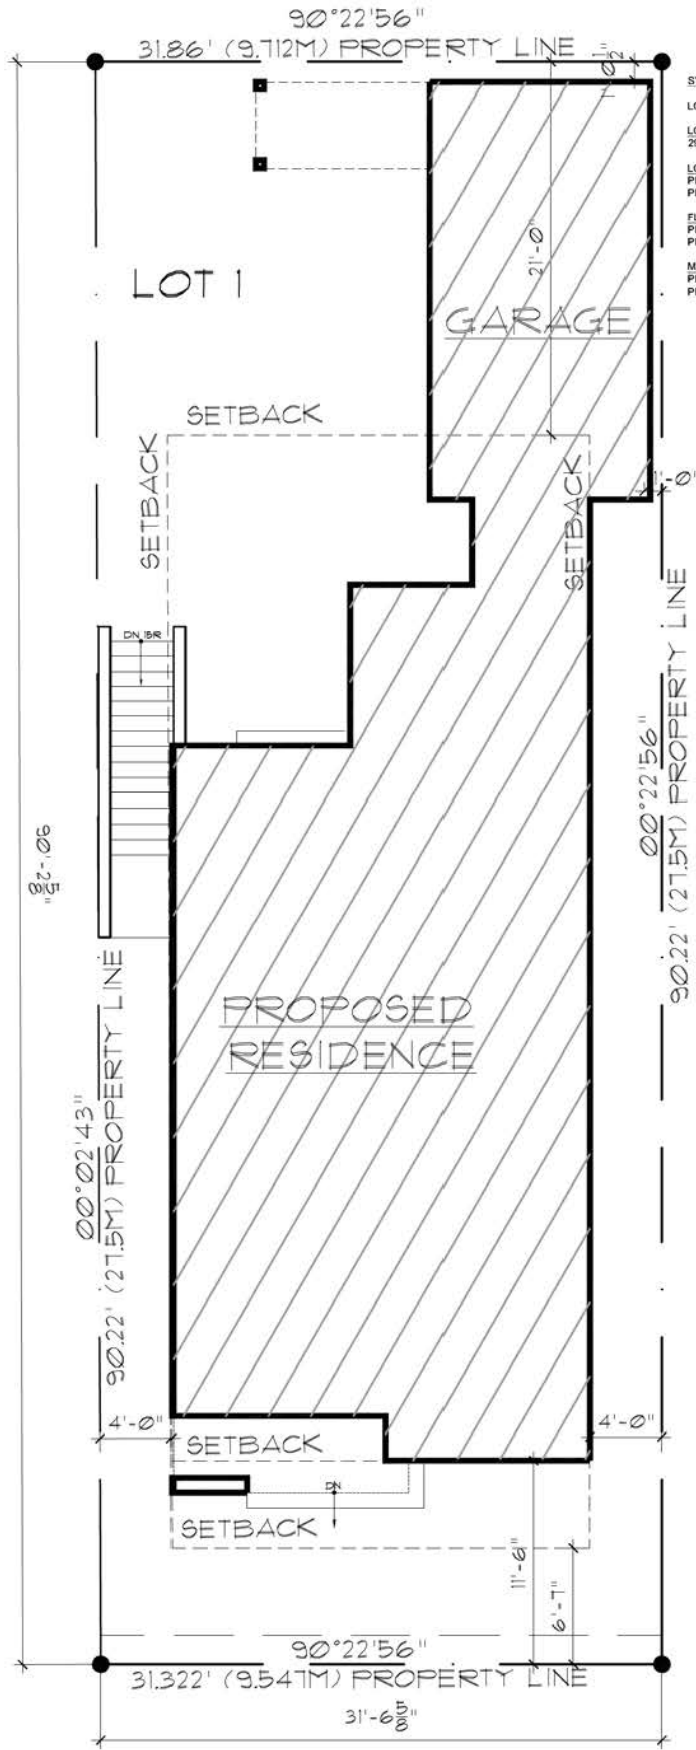 90°22'56"
31.86' (9.712M) PROPERTY LINE
1'-0½"
LOT 1
21'-0"
GARAGE
SETBACK
SETBACK
SETBACK
1'-0"
DN 15R
00°22'56"
90.22' (27.5M) PROPERTY LINE
90'-2⅝"
PROPOSED
RESIDENCE
00°02'43"
90.22' (27.5M) PROPERTY LINE
4'-0"
4'-0"
SETBACK
DN
SETBACK
11'-6"
6'-7"
90°22'56"
31.322' (9.547M) PROPERTY LINE
31'-6⅝"